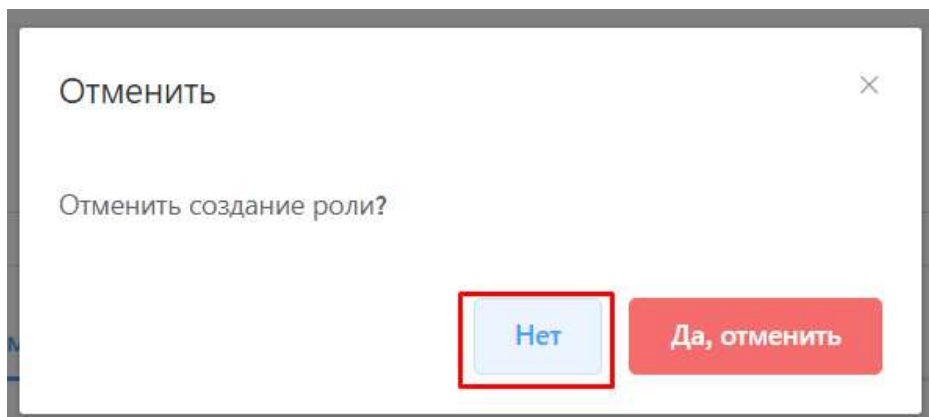 Отменить
Отменить создание роли?
Нет
Да, отменить